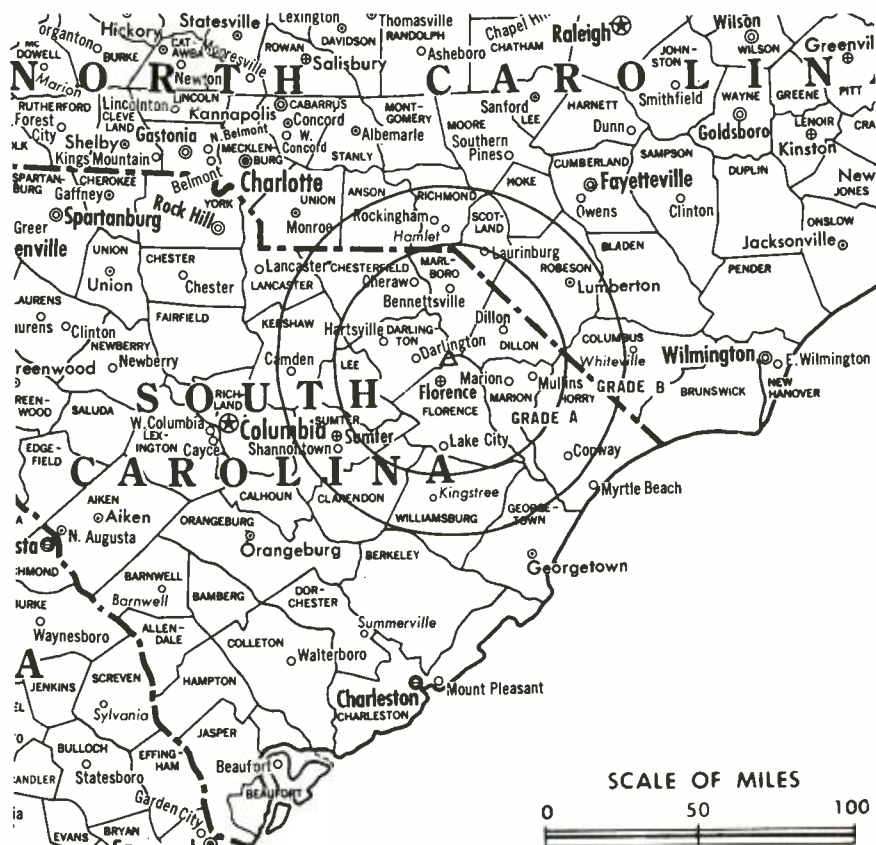 Hickory
Statesville
Lexington
DAVIDSON
Thomasville
RANDOLPH
Chapel Hill
CHATHAM
Raleigh
Wilson
WILSON
Morganton
BURKE
CATAWBA
Mooresville
ROWAN
Salisbury
Asheboro
JOHNSTON
Greenville
MC DOWELL
Marion
Newton
NORTH CAROLINA
Smithfield
WAYNE
GREENE
PITT
RUTHERFORD
Lincolnton
LINCOLN
Kannapolis
CABARRUS
MONTGOMERY
Sanford
LEE
HARNETT
Forest City
CLEVELAND
Gastonia
N. Belmont
Concord
W. Concord
Albemarle
MOORE
Dunn
Goldsboro
LENOIR
Kinston
Shelby
Kings Mountain
MECKLENBURG
STANLY
Southern Pines
CUMBERLAND
SAMPSON
DUPLIN
SPARTANBURG
CHEROKEE
Gaffney
Belmont
Charlotte
HOKE
Fayetteville
JONES
Greer
Spartanburg
YORK
Rock Hill
UNION
Monroe
ANSON
RICHMOND
Rockingham
Hamlet
SCOTLAND
Owens
Clinton
ONSLOW
Jacksonville
UNION
Union
CHESTER
Chester
Lancaster
LANCASTER
CHESTERFIELD
Cheraw
MARLBORO
Bennettsville
Laurinburg
ROBESON
Lumberton
BLADEN
PENDER
Clinton
FAIRFIELD
KERSHAW
Hartsville
DARLINGTON
Darlington
Dillon
DILLON
COLUMBUS
Whiteville
Wilmington
E. Wilmington
NEW HANOVER
BRUNSWICK
NEWBERRY
Newberry
Camden
LEE
Florence
FLORENCE
Marion
MARION
Mullins
HORRY
GRADE B
GRADE A
SOUTH CAROLINA
SALUDA
RICHLAND
W. Columbia
LEXINGTON
Cayce
Columbia
SUMTER
Sumter
Shannontown
Lake City
Conway
EDGEFIELD
AIKEN
Aiken
N. Augusta
CALHOUN
CLARENDON
Kingstree
WILLIAMSBURG
GEORGETOWN
Myrtle Beach
ORANGEBURG
Orangeburg
BERKELEY
Georgetown
BARNWELL
Barnwell
BAMBERG
DORCHESTER
Summerville
Waynesboro
ALLENDALE
COLLETON
Walterboro
JENKINS
SCREVEN
Sylvania
HAMPTON
Charleston
CHARLESTON
Mount Pleasant
BULLOCH
Statesboro
EFFINGHAM
JASPER
Beaufort
BEAUFORT
Garden City
EVANS
BRYAN
SCALE OF MILES
0 50 100